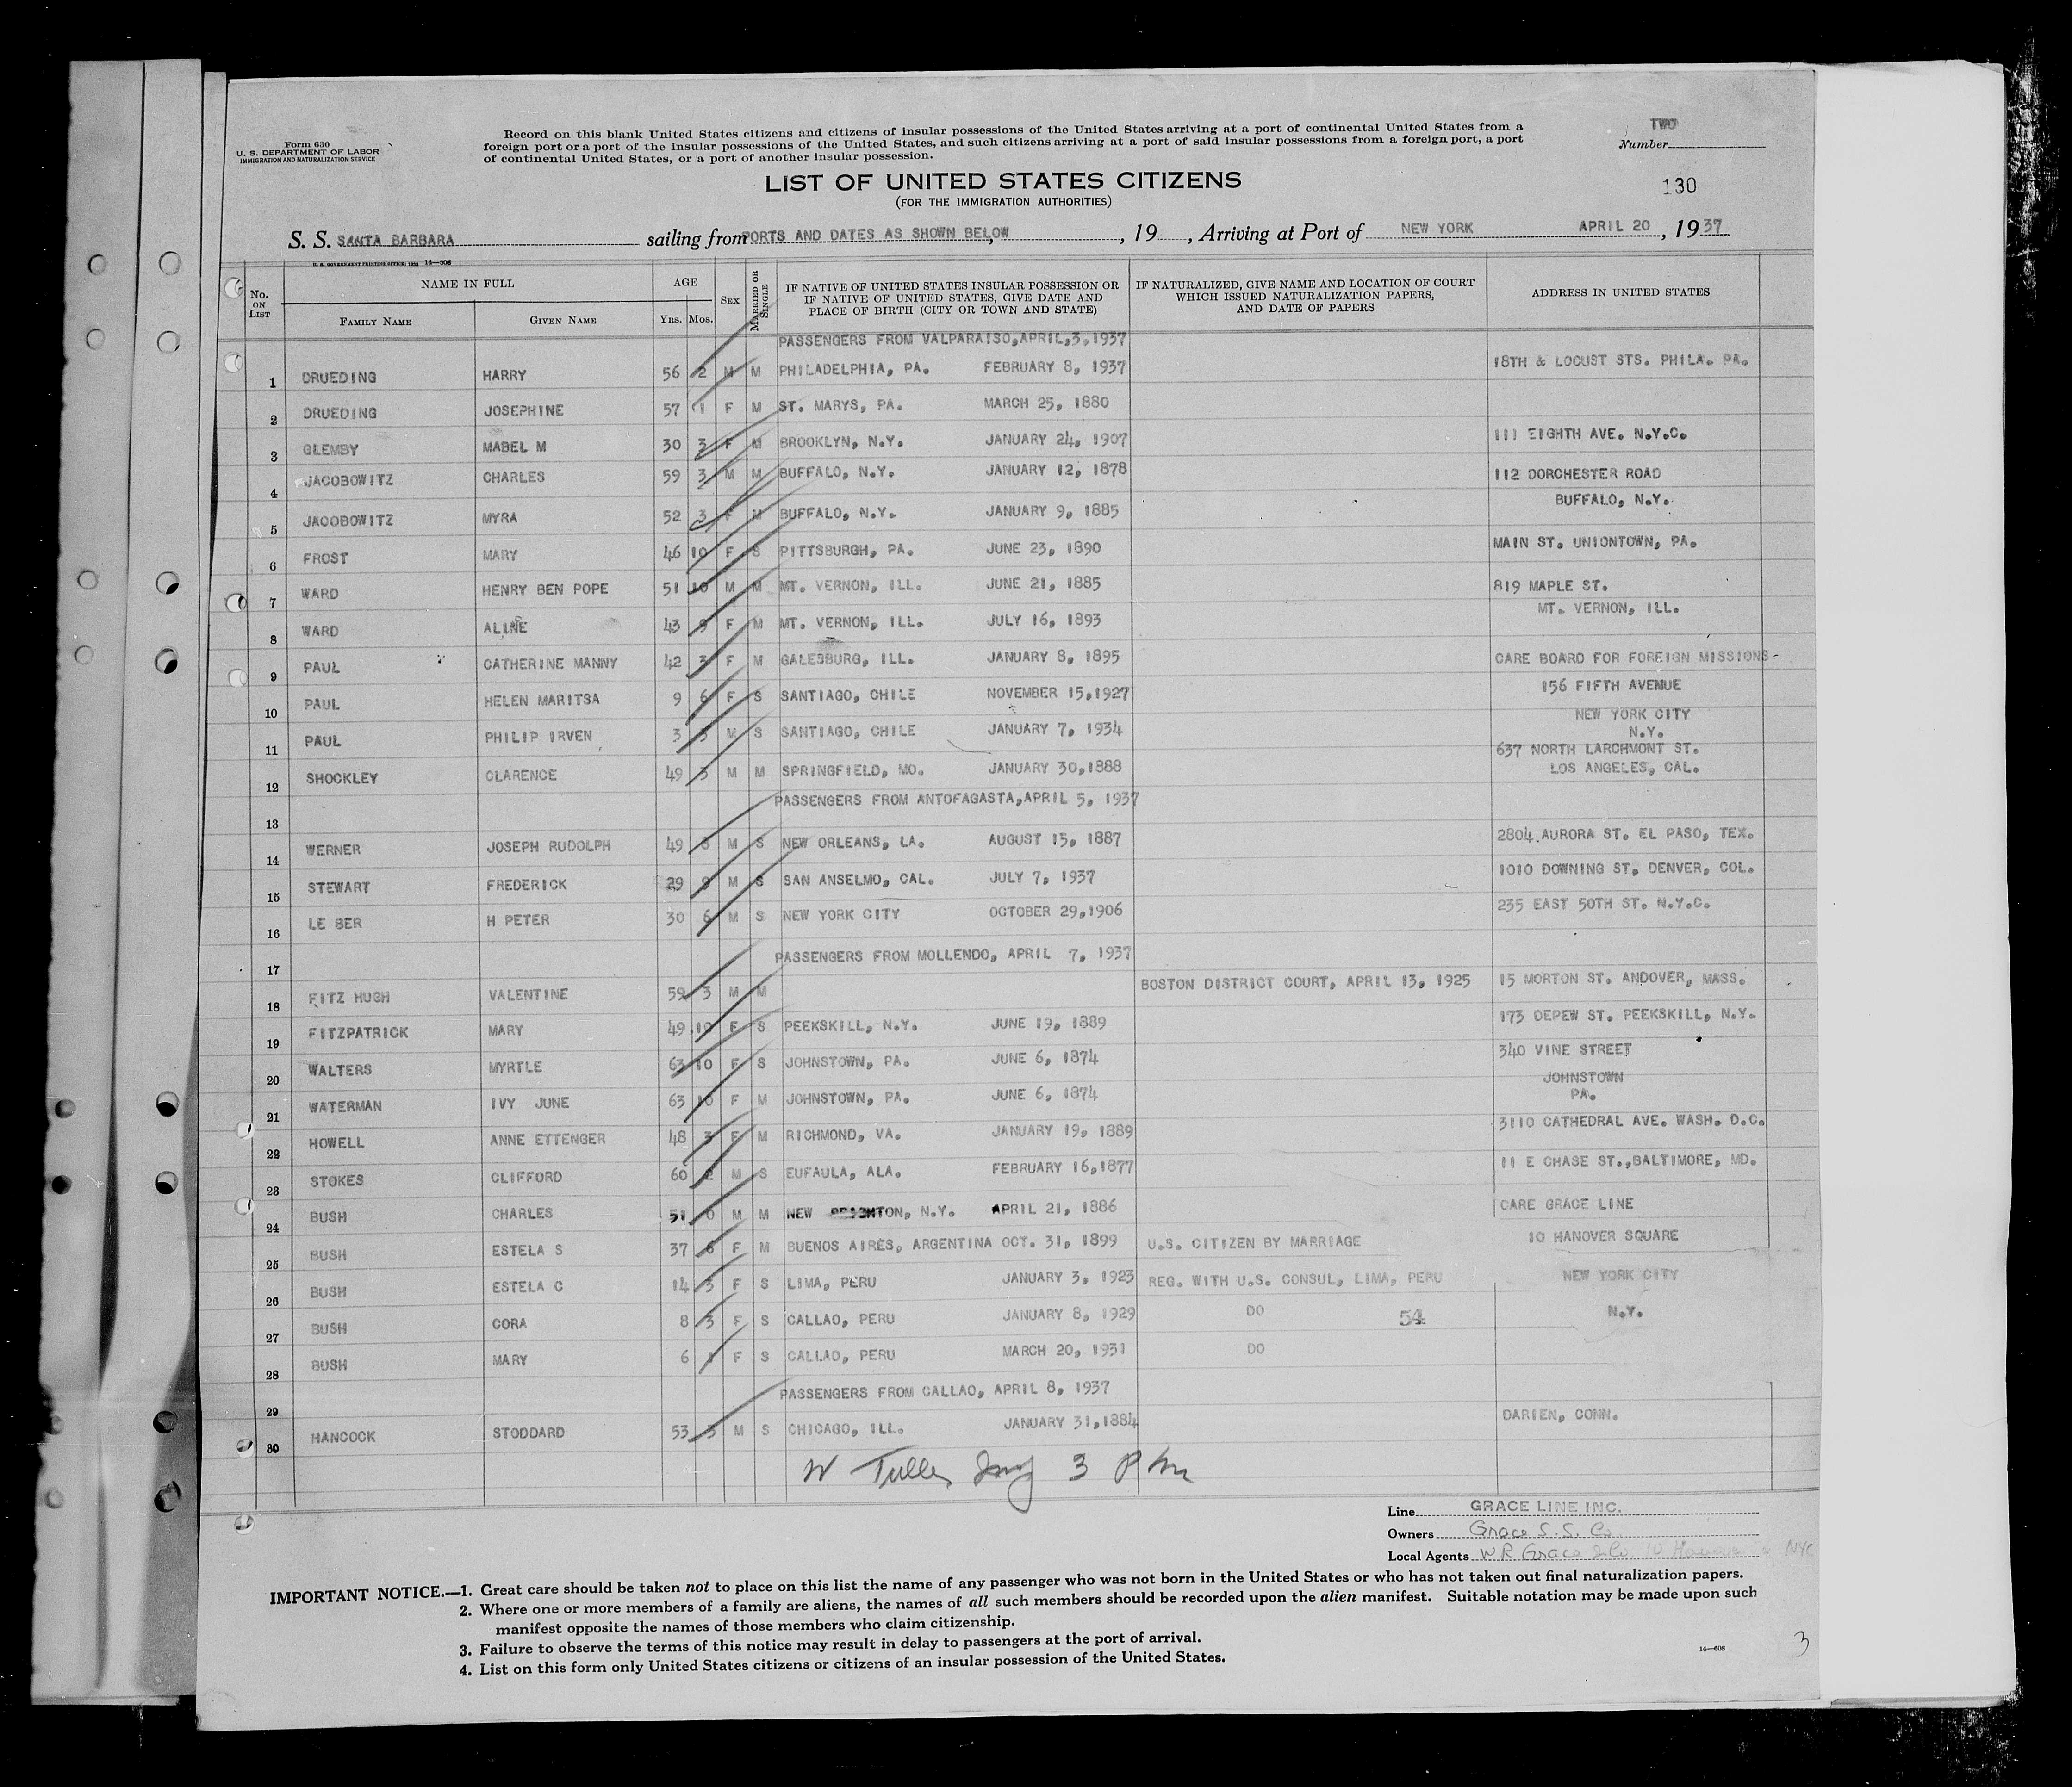 Form 630
U. S. DEPARTMENT OF LABOR
IMMIGRATION AND NATURALIZATION SERVICE
Record on this blank United States citizens and citizens of insular possessions of the United States arriving at a port of continental United States from a
foreign port or a port of the insular possessions of the United States, and such citizens arriving at a port of said insular possessions from a foreign port, a port
of continental United States, or a port of another insular possession.
TWO
Number
LIST OF UNITED STATES CITIZENS
(FOR THE IMMIGRATION AUTHORITIES)
130
S. S. SANTA BARBARA sailing from PORTS AND DATES AS SHOWN BELOW, 19 , Arriving at Port of NEW YORK APRIL 20, 1937
U. S. GOVERNMENT PRINTING OFFICE: 14—508
No. ON LIST NAME IN FULL AGE SEX MARRIED OR SINGLE IF NATIVE OF UNITED STATES INSULAR POSSESSION OR IF NATIVE OF UNITED STATES, GIVE DATE AND PLACE OF BIRTH (CITY OR TOWN AND STATE) IF NATURALIZED, GIVE NAME AND LOCATION OF COURT WHICH ISSUED NATURALIZATION PAPERS, AND DATE OF PAPERS ADDRESS IN UNITED STATES
FAMILY NAME GIVEN NAME YRS. MOS.
PASSENGERS FROM VALPARAISO,APRIL,3,1937
1 DRUEDING HARRY 56 2 M M PHILADELPHIA, PA. FEBRUARY 8, 1937 18TH & LOCUST STS. PHILA. PA.
2 DRUEDING JOSEPHINE 57 1 F M ST. MARYS, PA. MARCH 25, 1880
3 GLEMBY MABEL M 30 3 F M BROOKLYN, N.Y. JANUARY 24, 1907 111 EIGHTH AVE. N.Y.C.
4 JACOBOWITZ CHARLES 59 3 M M BUFFALO, N.Y. JANUARY 12, 1878 112 DORCHESTER ROAD
BUFFALO, N.Y.
5 JACOBOWITZ MYRA 52 3 F M BUFFALO, N.Y. JANUARY 9, 1885
6 FROST MARY 46 10 F S PITTSBURGH, PA. JUNE 23, 1890 MAIN ST. UNIONTOWN, PA.
7 WARD HENRY BEN POPE 51 10 M M MT. VERNON, ILL. JUNE 21, 1885 819 MAPLE ST.
MT. VERNON, ILL.
8 WARD ALINE 43 9 F M MT. VERNON, ILL. JULY 16, 1893
9 PAUL CATHERINE MANNY 42 3 F M GALESBURG, ILL. JANUARY 8, 1895 CARE BOARD FOR FOREIGN MISSIONS-
10 PAUL HELEN MARITSA 9 6 F S SANTIAGO, CHILE NOVEMBER 15,1927 156 FIFTH AVENUE
NEW YORK CITY
N.Y.
11 PAUL PHILIP IRVEN 3 3 M S SANTIAGO, CHILE JANUARY 7, 1934
12 SHOCKLEY CLARENCE 49 3 M M SPRINGFIELD, MO. JANUARY 30,1888 637 NORTH LARCHMONT ST.
LOS ANGELES, CAL.
13 PASSENGERS FROM ANTOFAGASTA,APRIL 5, 1937
14 WERNER JOSEPH RUDOLPH 49 8 M S NEW ORLEANS, LA. AUGUST 15, 1887 2804 AURORA ST. EL PASO, TEX.
15 STEWART FREDERICK 29 9 M S SAN ANSELMO, CAL. JULY 7, 1937 1010 DOWNING ST, DENVER, COL.
16 LE BER H PETER 30 6 M S NEW YORK CITY OCTOBER 29,1906 235 EAST 50TH ST. N.Y.C.
17 PASSENGERS FROM MOLLENDO, APRIL 7, 1937
18 FITZ HUGH VALENTINE 59 3 M M BOSTON DISTRICT COURT, APRIL 13, 1925 15 MORTON ST. ANDOVER, MASS.
19 FITZPATRICK MARY 49 10 F S PEEKSKILL, N.Y. JUNE 19, 1889 173 DEPEW ST. PEEKSKILL, N.Y.
20 WALTERS MYRTLE 63 10 F S JOHNSTOWN, PA. JUNE 6, 1874 340 VINE STREET
JOHNSTOWN
PA.
21 WATERMAN IVY JUNE 63 10 F M JOHNSTOWN, PA. JUNE 6, 1874
22 HOWELL ANNE ETTENGER 48 3 F M RICHMOND, VA. JANUARY 19, 1889 3110 CATHEDRAL AVE. WASH. D.C.
23 STOKES CLIFFORD 60 2 M S EUFAULA, ALA. FEBRUARY 16,1877 11 E CHASE ST.,BALTIMORE, MD.
24 BUSH CHARLES 51 0 M M NEW BRIGHTON, N.Y. APRIL 21, 1886 CARE GRACE LINE
25 BUSH ESTELA S 37 6 F M BUENOS AIRES, ARGENTINA OCT. 31, 1899 U.S. CITIZEN BY MARRIAGE 10 HANOVER SQUARE
26 BUSH ESTELA C 14 3 F S LIMA, PERU JANUARY 3, 1923 REG. WITH U.S. CONSUL, LIMA, PERU NEW YORK CITY
27 BUSH CORA 8 3 F S CALLAO, PERU JANUARY 8, 1929 DO 54 N.Y.
28 BUSH MARY 6 1 F S CALLAO, PERU MARCH 20, 1931 DO
29 PASSENGERS FROM CALLAO, APRIL 8, 1937
30 HANCOCK STODDARD 53 3 M S CHICAGO, ILL. JANUARY 31,1884 DARIEN, CONN.
W 3 PM
Line GRACE LINE INC.
Owners Grace S.S. Co.
Local Agents W R Grace & Co. 10 NYC
IMPORTANT NOTICE.—1. Great care should be taken not to place on this list the name of any passenger who was not born in the United States or who has not taken out final naturalization papers.
2. Where one or more members of a family are aliens, the names of all such members should be recorded upon the alien manifest. Suitable notation may be made upon such
manifest opposite the names of those members who claim citizenship.
3. Failure to observe the terms of this notice may result in delay to passengers at the port of arrival.
4. List on this form only United States citizens or citizens of an insular possession of the United States.
14—608
3